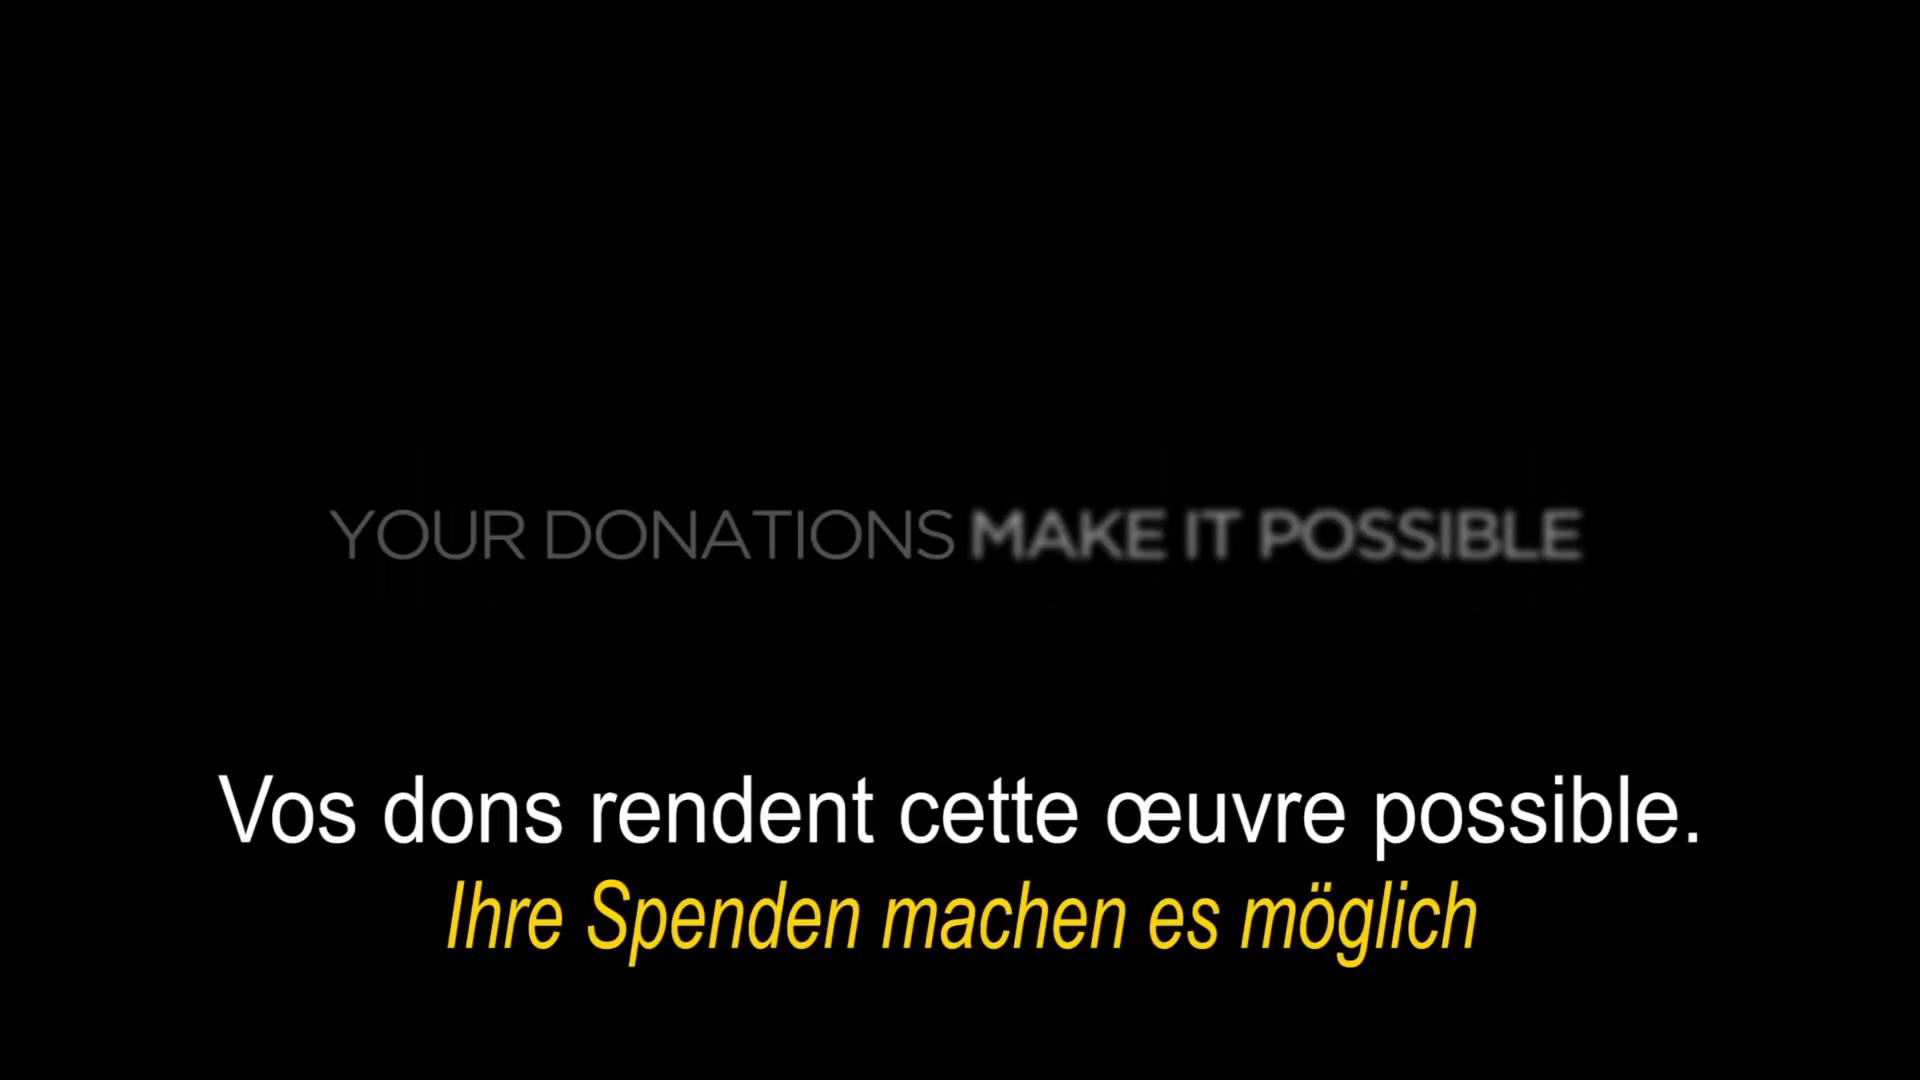 YOUR DONATIONS MAKE IT POSSIBLE
Vos dons rendent cette œuvre possible.
Ihre Spenden machen es möglich